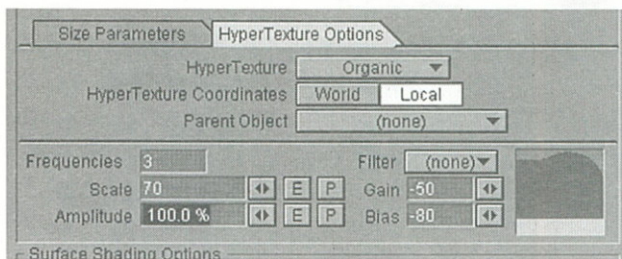 Size Parameters HyperTexture Options
HyperTexture Organic
HyperTexture Coordinates World Local
Parent Object (none)
Frequencies 3 Filter (none)
Scale 70 E P Gain -50
Amplitude 100.0 % E P Bias -80
Surface Shading Options